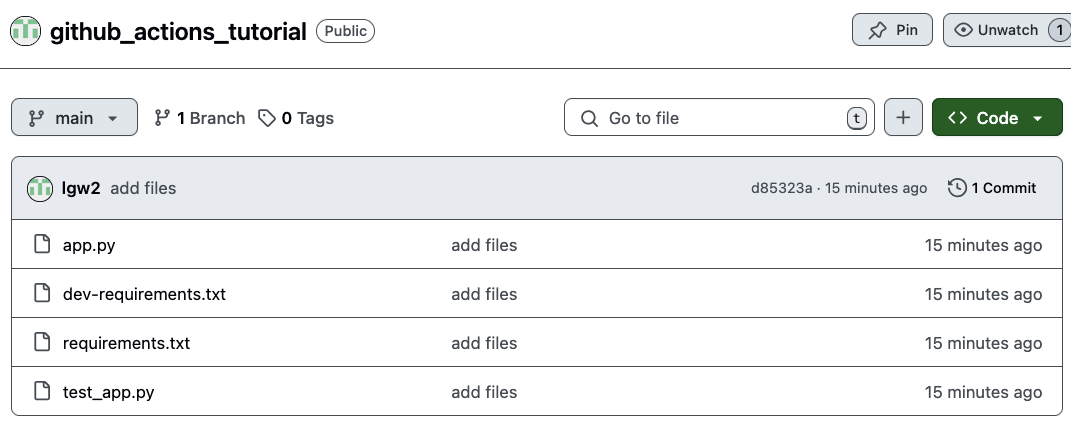 github_actions_tutorial Public Pin Unwatch 1
main 1 Branch 0 Tags Go to file t + Code
lgw2 add files d85323a · 15 minutes ago 1 Commit
app.py add files 15 minutes ago
dev-requirements.txt add files 15 minutes ago
requirements.txt add files 15 minutes ago
test_app.py add files 15 minutes ago